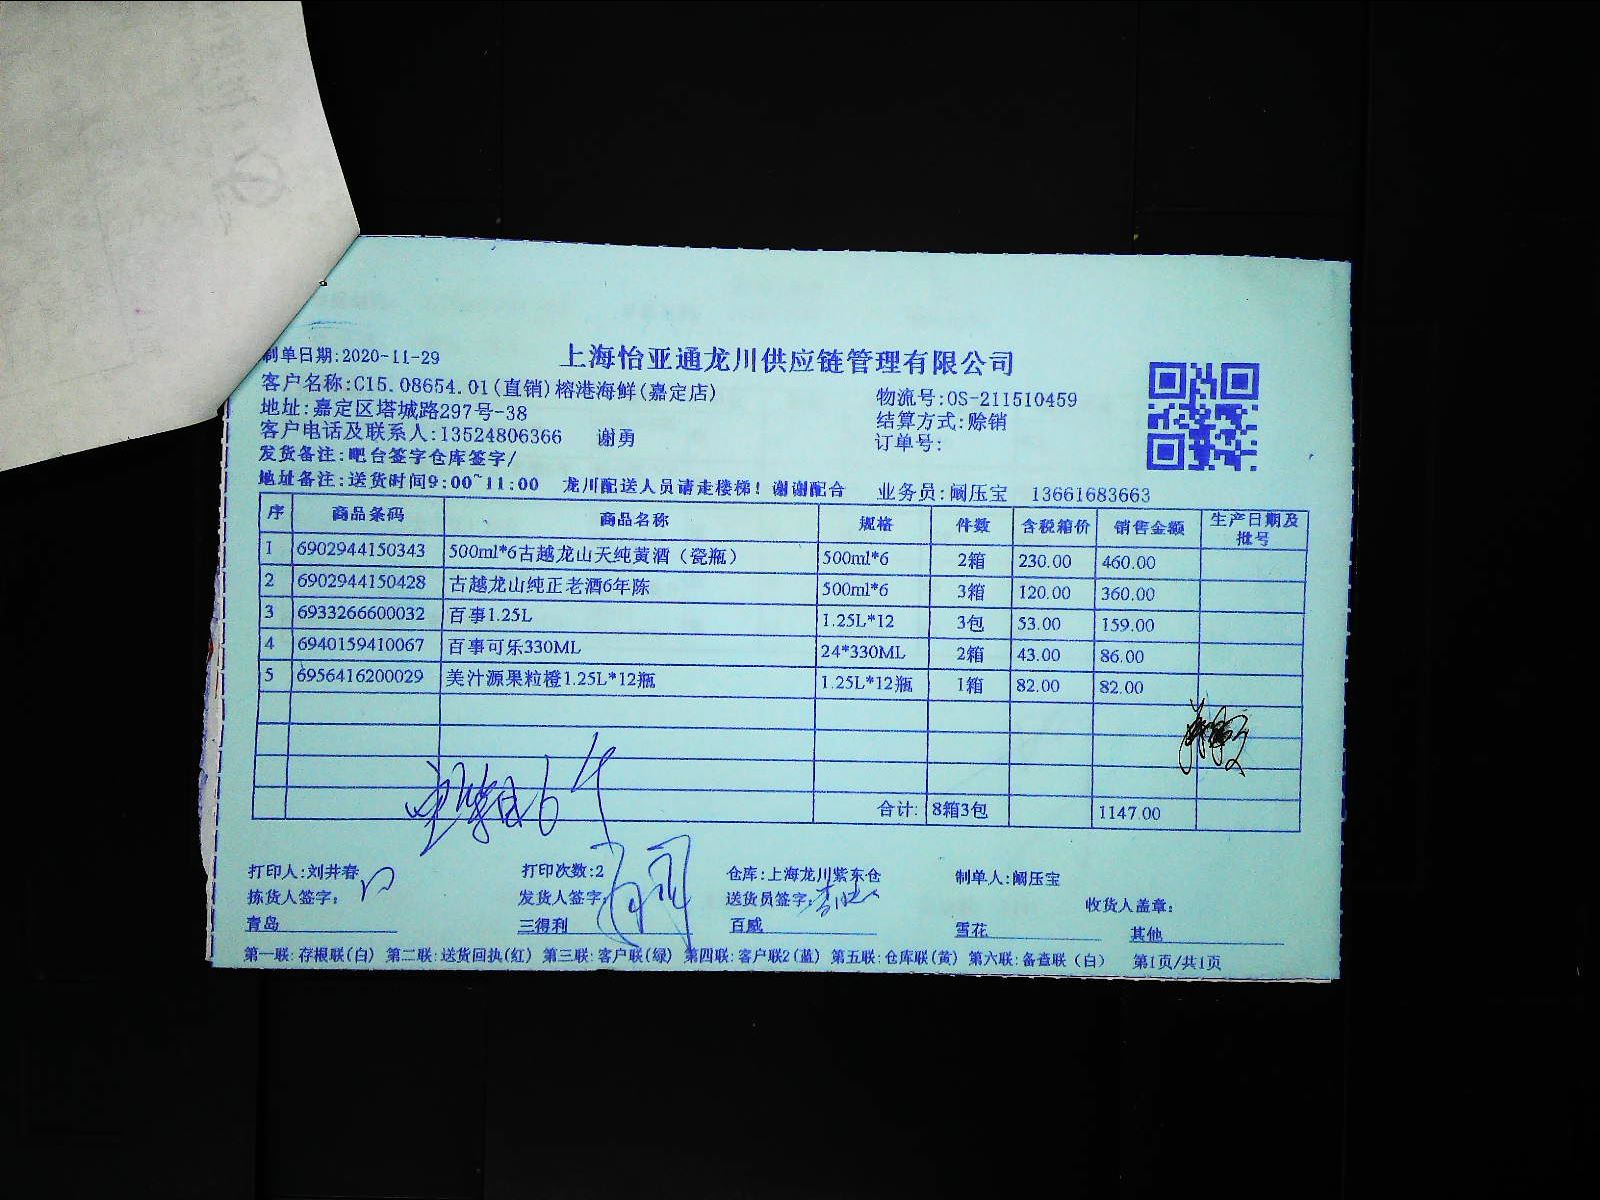 制单日期:2020-11-29 上海怡亚通龙川供应链管理有限公司
客户名称:C15.08654.01(直销)榕港海鲜(嘉定店) 物流号:OS-211510459
地址:嘉定区塔城路297号-38 结算方式:赊销
客户电话及联系人:13524806366 谢勇 订单号:
发货备注:吧台签字仓库签字/
地址备注:送货时间9:00~11:00 龙川配送人员请走楼梯!谢谢配合 业务员:阚压宝 13661683663
序 商品条码 商品名称 规格 件数 含税箱价 销售金额 生产日期及批号
1 6902944150343 500ml*6古越龙山天纯黄酒(瓷瓶) 500ml*6 2箱 230.00 460.00
2 6902944150428 古越龙山纯正老酒6年陈 500ml*6 3箱 120.00 360.00
3 6933266600032 百事1.25L 1.25L*12 3包 53.00 159.00
4 6940159410067 百事可乐330ML 24*330ML 2箱 43.00 86.00
5 6956416200029 美汁源果粒橙1.25L*12瓶 1.25L*12瓶 1箱 82.00 82.00
合计: 8箱3包 1147.00
打印人:刘井春 打印次数:2 仓库:上海龙川紫东仓 制单人:阚压宝
拣货人签字: 发货人签字: 送货员签字: 收货人盖章:
青岛 三得利 百威 雪花 其他
第一联:存根联(白) 第二联:送货回执(红) 第三联:客户联(绿) 第四联:客户联2(蓝) 第五联:仓库联(黄) 第六联:备查联(白) 第1页/共1页